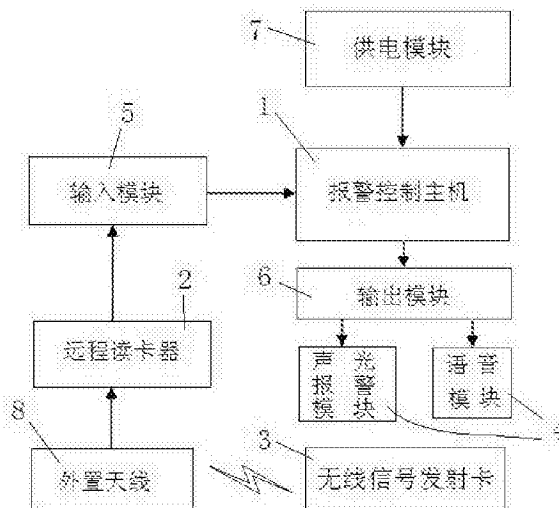 7
供电模块
5
1
输入模块
报警控制主机
6
输出模块
2
远程读卡器
声光
报警
模块
语音
模块
8
3
外置天线
无线信号发射卡